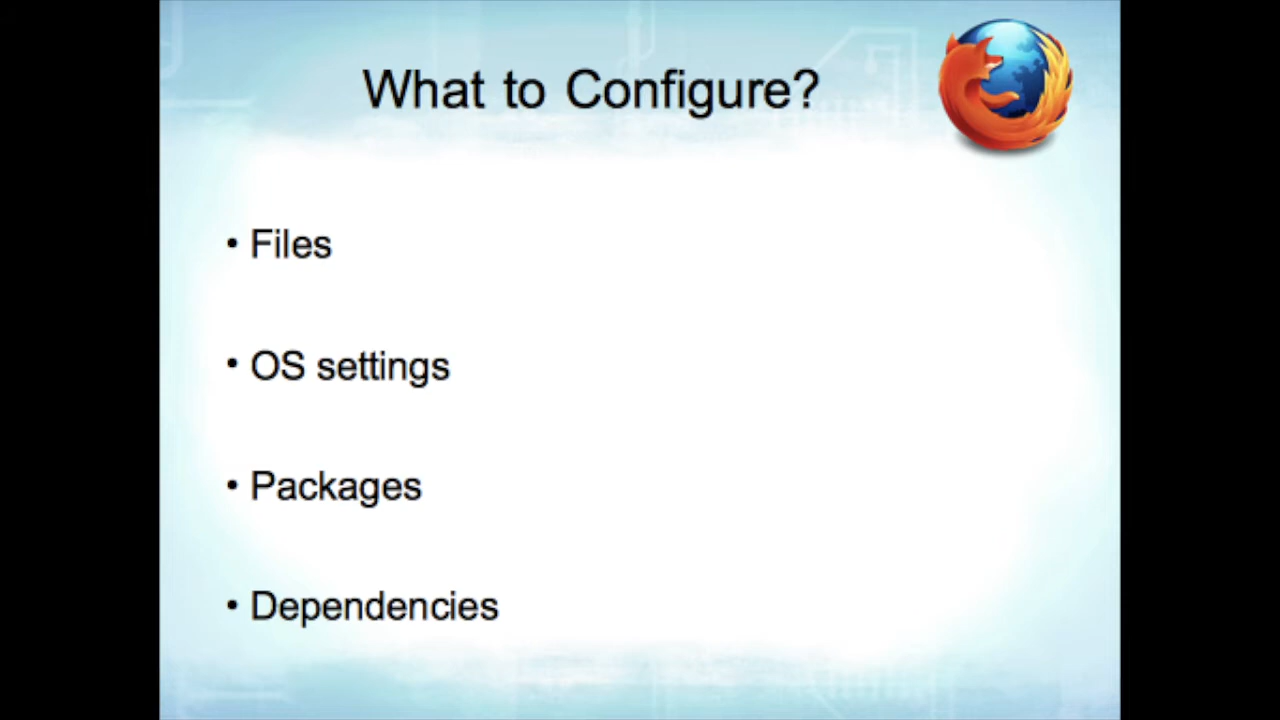 What to Configure?
• Files
• OS settings
• Packages
• Dependencies